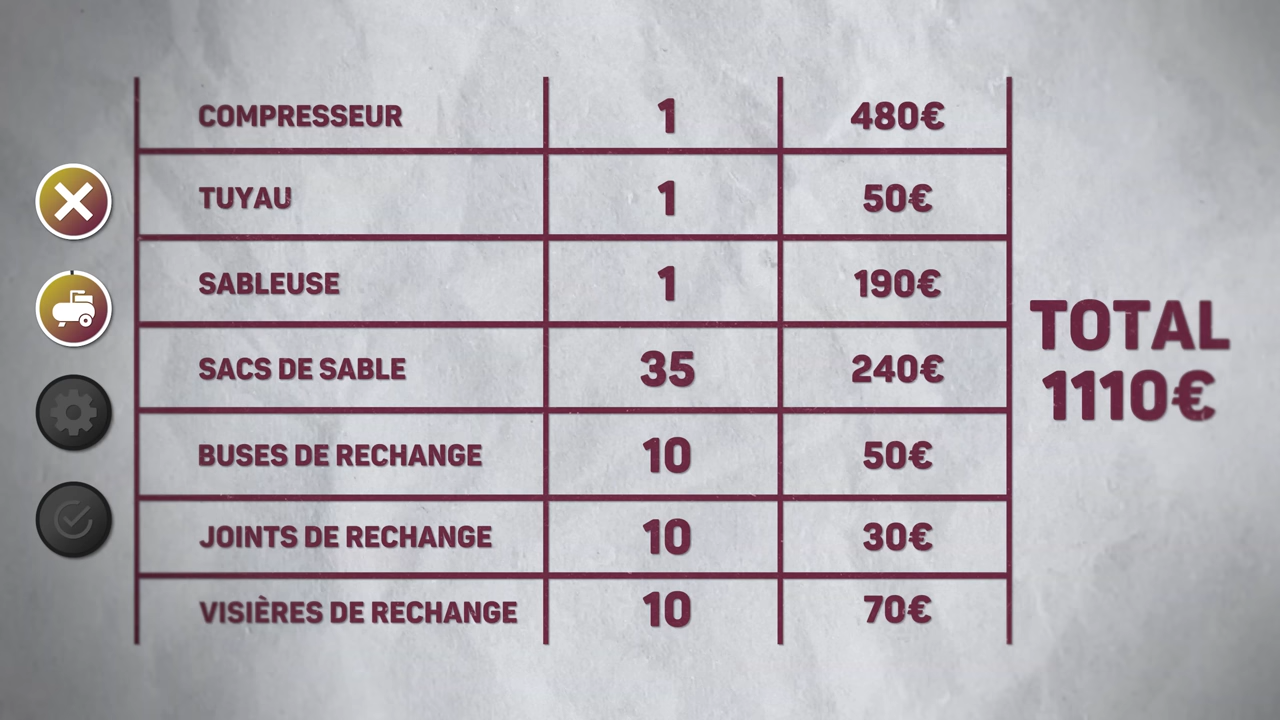 COMPRESSEUR 1 480€
TUYAU 1 50€
SABLEUSE 1 190€
SACS DE SABLE 35 240€
BUSES DE RECHANGE 10 50€
JOINTS DE RECHANGE 10 30€
VISIÈRES DE RECHANGE 10 70€
TOTAL
1110€